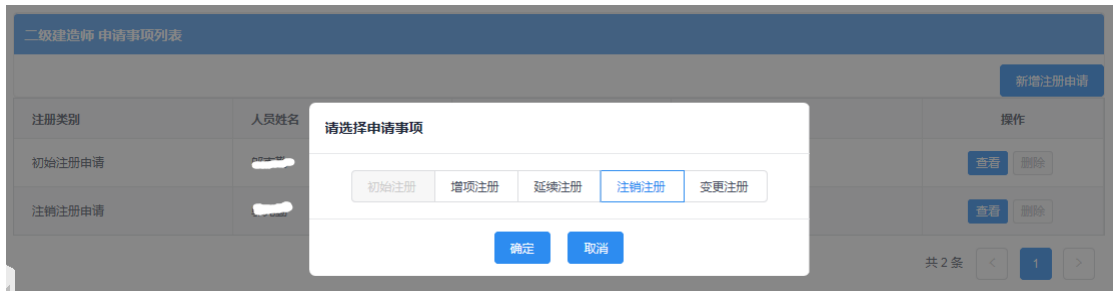 二级建造师 申请事项列表
新增注册申请
注册类别 人员姓名 操作
请选择申请事项
初始注册申请 查看 删除
初始注册 增项注册 延续注册 注销注册 变更注册
注销注册申请 查看 删除
确定 取消
共 2 条 < 1 >